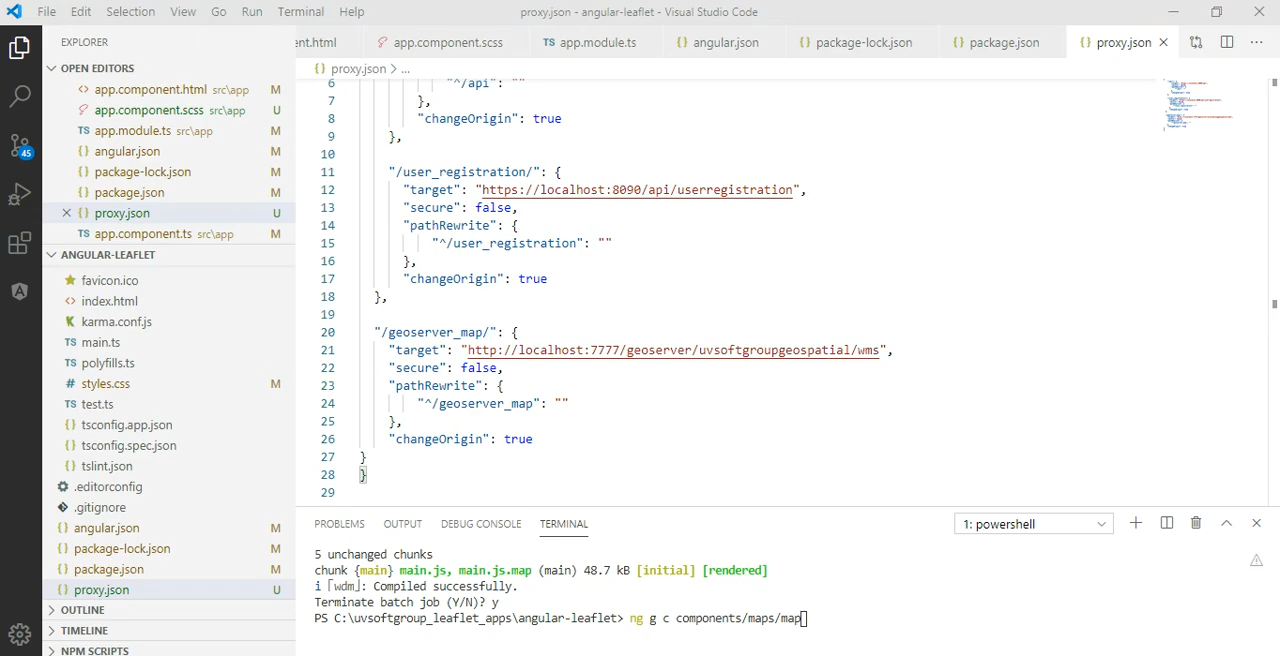 File Edit Selection View Go Run Terminal Help proxy.json - angular-leaflet - Visual Studio Code
EXPLORER
OPEN EDITORS
<> app.component.html src\app M
app.component.scss src\app U
TS app.module.ts src\app M
{} angular.json M
{} package-lock.json M
{} package.json M
{} proxy.json U
TS app.component.ts src\app M
ANGULAR-LEAFLET
favicon.ico
<> index.html
karma.conf.js
TS main.ts
TS polyfills.ts
# styles.css M
TS test.ts
{} tsconfig.app.json
{} tsconfig.spec.json
{} tslint.json
.editorconfig
.gitignore
{} angular.json M
{} package-lock.json M
{} package.json M
{} proxy.json U
OUTLINE
TIMELINE
NPM SCRIPTS
45
ent.html app.component.scss TS app.module.ts {} angular.json {} package-lock.json {} package.json {} proxy.json
{} proxy.json > ...
6 "^/api": ""
7 },
8 "changeOrigin": true
9 },
10
11 "/user_registration/": {
12 "target": "https://localhost:8090/api/userregistration",
13 "secure": false,
14 "pathRewrite": {
15 "^/user_registration": ""
16 },
17 "changeOrigin": true
18 },
19
20 "/geoserver_map/": {
21 "target": "http://localhost:7777/geoserver/uvsoftgroupgeospatial/wms",
22 "secure": false,
23 "pathRewrite": {
24 "^/geoserver_map": ""
25 },
26 "changeOrigin": true
27 }
28 }
29
PROBLEMS OUTPUT DEBUG CONSOLE TERMINAL 1: powershell
5 unchanged chunks
chunk {main} main.js, main.js.map (main) 48.7 kB [initial] [rendered]
i ｢wdm｣: Compiled successfully.
Terminate batch job (Y/N)? y
PS C:\uvsoftgroup_leaflet_apps\angular-leaflet> ng g c components/maps/map